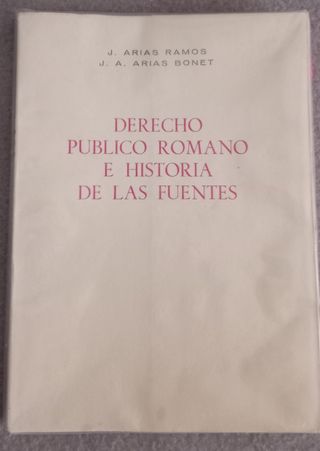 J. ARIAS RAMOS
J. A. ARIAS BONET
DERECHO
PUBLICO ROMANO
E HISTORIA
DE LAS FUENTES